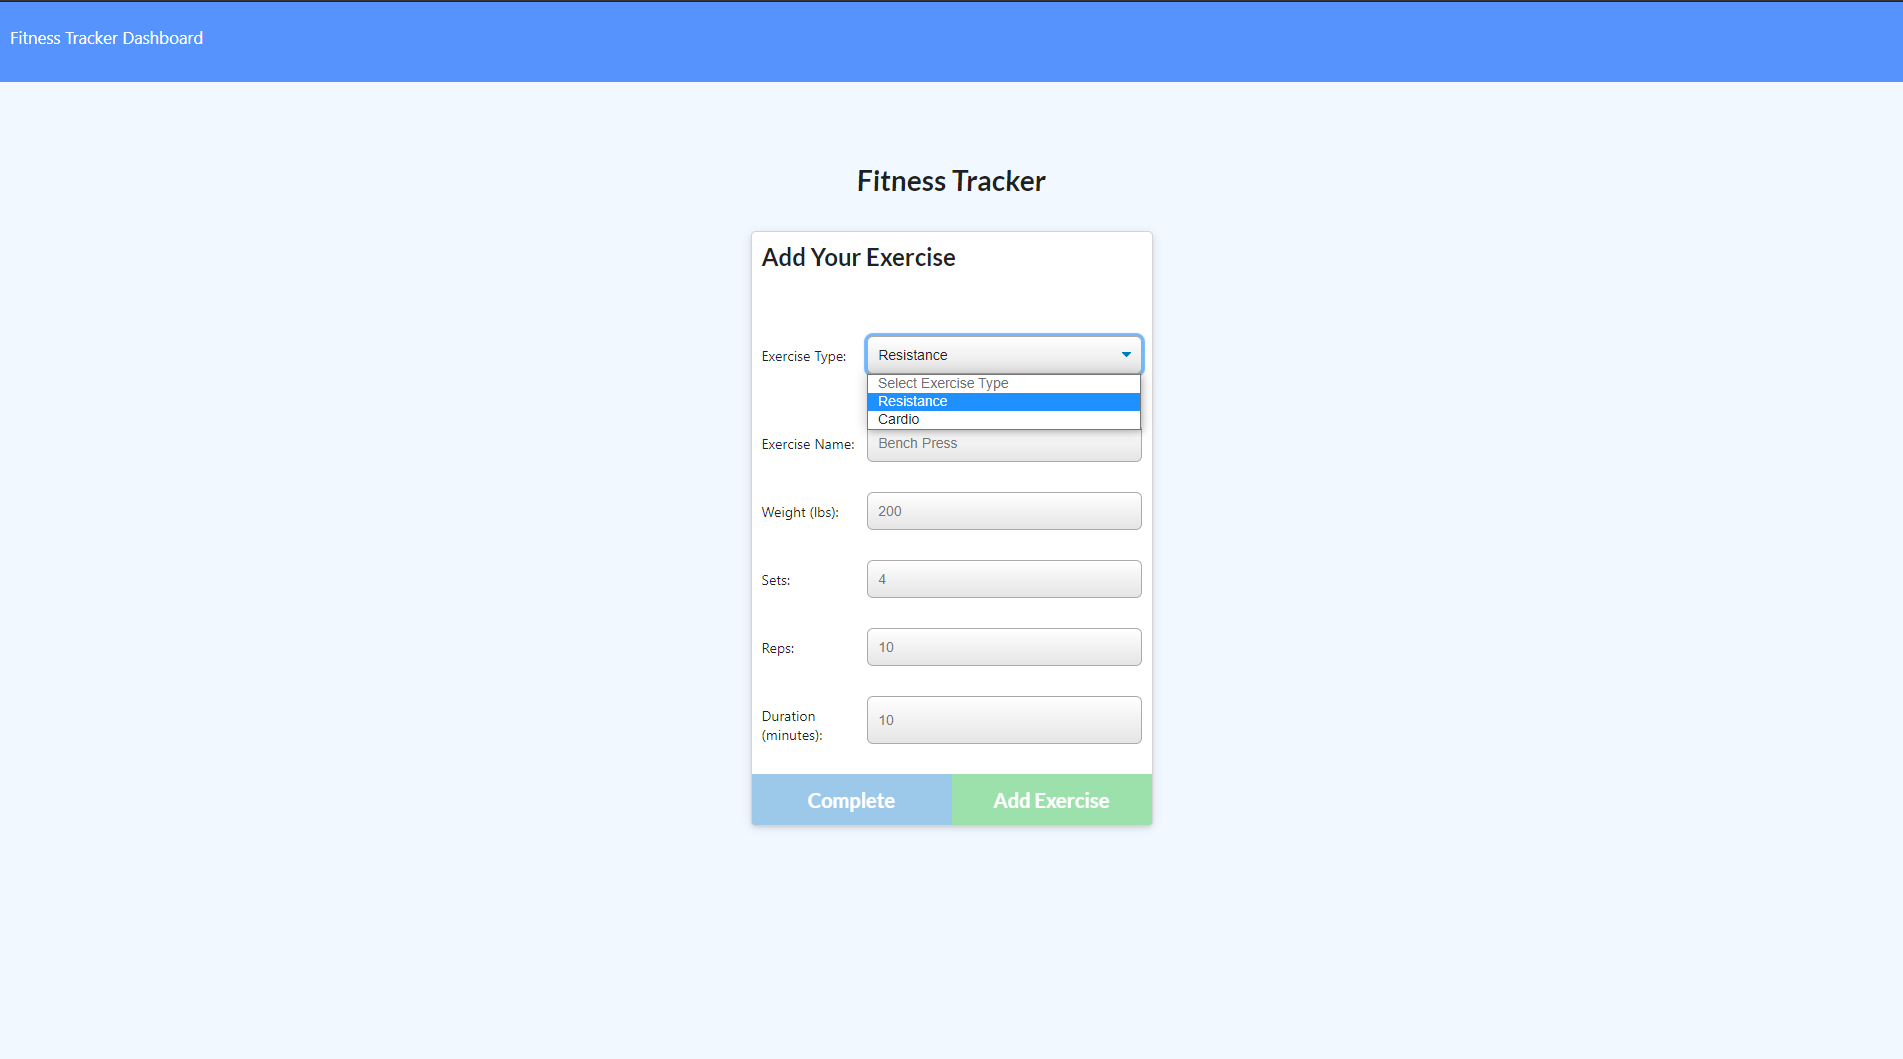 Fitness Tracker Dashboard
Fitness Tracker
Add Your Exercise
Exercise Type: Resistance
Select Exercise Type
Resistance
Cardio
Exercise Name: Bench Press
Weight (lbs): 200
Sets: 4
Reps: 10
Duration
(minutes): 10
Complete Add Exercise